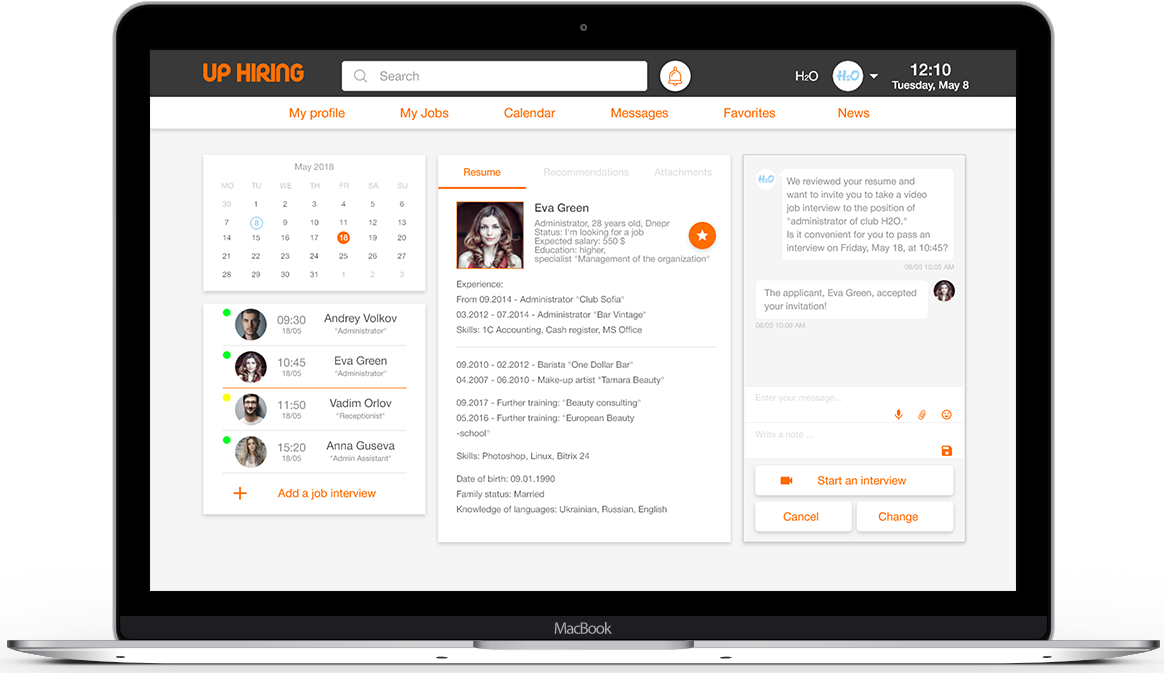 UP HIRING
Search
H₂O
H₂O
12:10
Tuesday, May 8
My profile
My Jobs
Calendar
Messages
Favorites
News
May 2018
MO TU WE TH FR SA SU
30 1 2 3 4 5 6
7 8 9 10 11 12 13
14 15 16 17 18 19 20
21 22 23 24 25 26 27
28 29 30 31 1 2 3
09:30
18/05
Andrey Volkov
"Administrator"
10:45
18/05
Eva Green
"Administrator"
11:50
18/05
Vadim Orlov
"Receptionist"
15:20
18/05
Anna Guseva
"Admin Assistant"
Add a job interview
Resume
Recommendations
Attachments
Eva Green
Administrator, 28 years old, Dnepr
Status: I'm looking for a job
Expected salary: 550 $
Education: higher,
specialist "Management of the organization"
Experience:
From 09.2014 - Administrator "Club Sofia"
03.2012 - 07.2014 - Administrator "Bar Vintage"
Skills: 1C Accounting, Cash register, MS Office
09.2010 - 02.2012 - Barista "One Dollar Bar"
04.2007 - 06.2010 - Make-up artist "Tamara Beauty"
09.2017 - Further training: "Beauty consulting"
05.2016 - Further training: "European Beauty
-school"
Skills: Photoshop, Linux, Bitrix 24
Date of birth: 09.01.1990
Family status: Married
Knowledge of languages: Ukrainian, Russian, English
H₂O
We reviewed your resume and
want to invite you to take a video
job interview to the position of
"administrator of club H2O."
Is it convenient for you to pass an
interview on Friday, May 18, at 10:45?
08/05 10:05 AM
The applicant, Eva Green, accepted
your invitation!
08/05 10:09 AM
Enter your message...
Write a note ...
Start an interview
Cancel
Change
MacBook